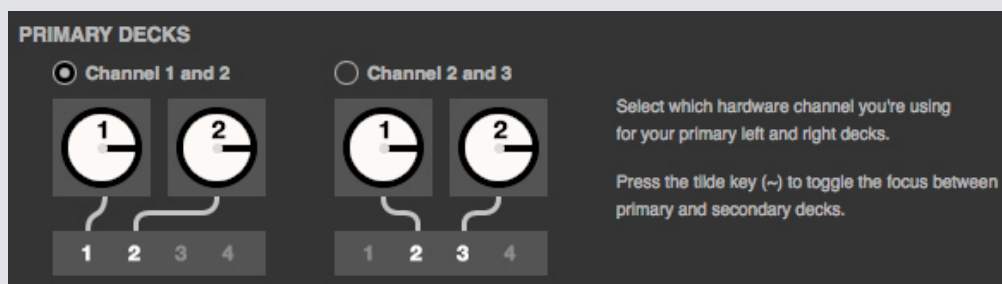 PRIMARY DECKS
Channel 1 and 2
Channel 2 and 3
1 2
1 2
1 2 3 4
1 2 3 4
Select which hardware channel you're using
for your primary left and right decks.
Press the tilde key (~) to toggle the focus between
primary and secondary decks.